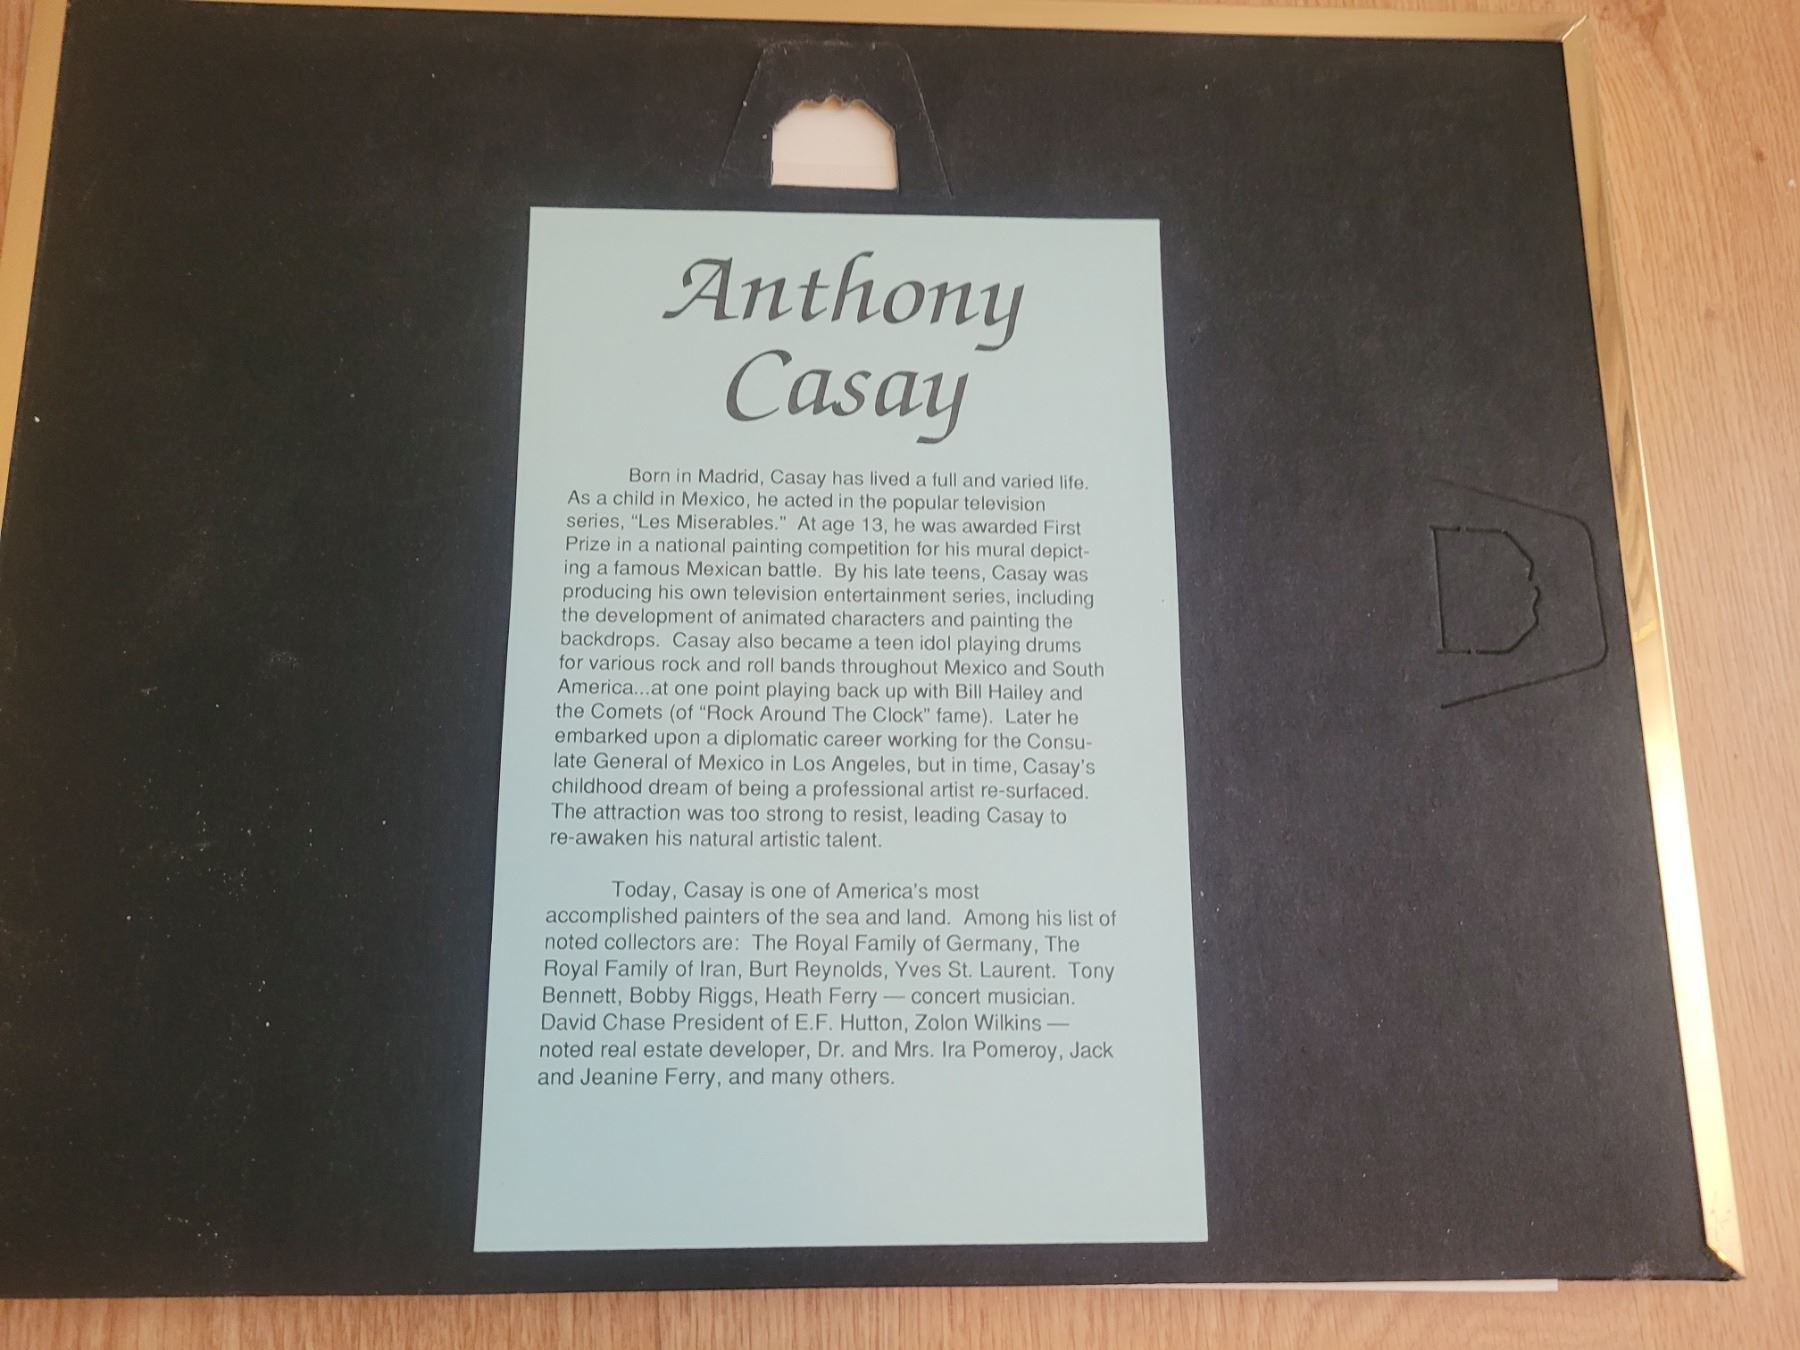 Anthony
Casay
Born in Madrid, Casay has lived a full and varied life.
As a child in Mexico, he acted in the popular television
series, “Les Miserables.” At age 13, he was awarded First
Prize in a national painting competition for his mural depict-
ing a famous Mexican battle. By his late teens, Casay was
producing his own television entertainment series, including
the development of animated characters and painting the
backdrops. Casay also became a teen idol playing drums
for various rock and roll bands throughout Mexico and South
America...at one point playing back up with Bill Hailey and
the Comets (of “Rock Around The Clock” fame). Later he
embarked upon a diplomatic career working for the Consu-
late General of Mexico in Los Angeles, but in time, Casay's
childhood dream of being a professional artist re-surfaced.
The attraction was too strong to resist, leading Casay to
re-awaken his natural artistic talent.
Today, Casay is one of America's most
accomplished painters of the sea and land. Among his list of
noted collectors are: The Royal Family of Germany, The
Royal Family of Iran, Burt Reynolds, Yves St. Laurent. Tony
Bennett, Bobby Riggs, Heath Ferry — concert musician.
David Chase President of E.F. Hutton, Zolon Wilkins —
noted real estate developer, Dr. and Mrs. Ira Pomeroy, Jack
and Jeanine Ferry, and many others.